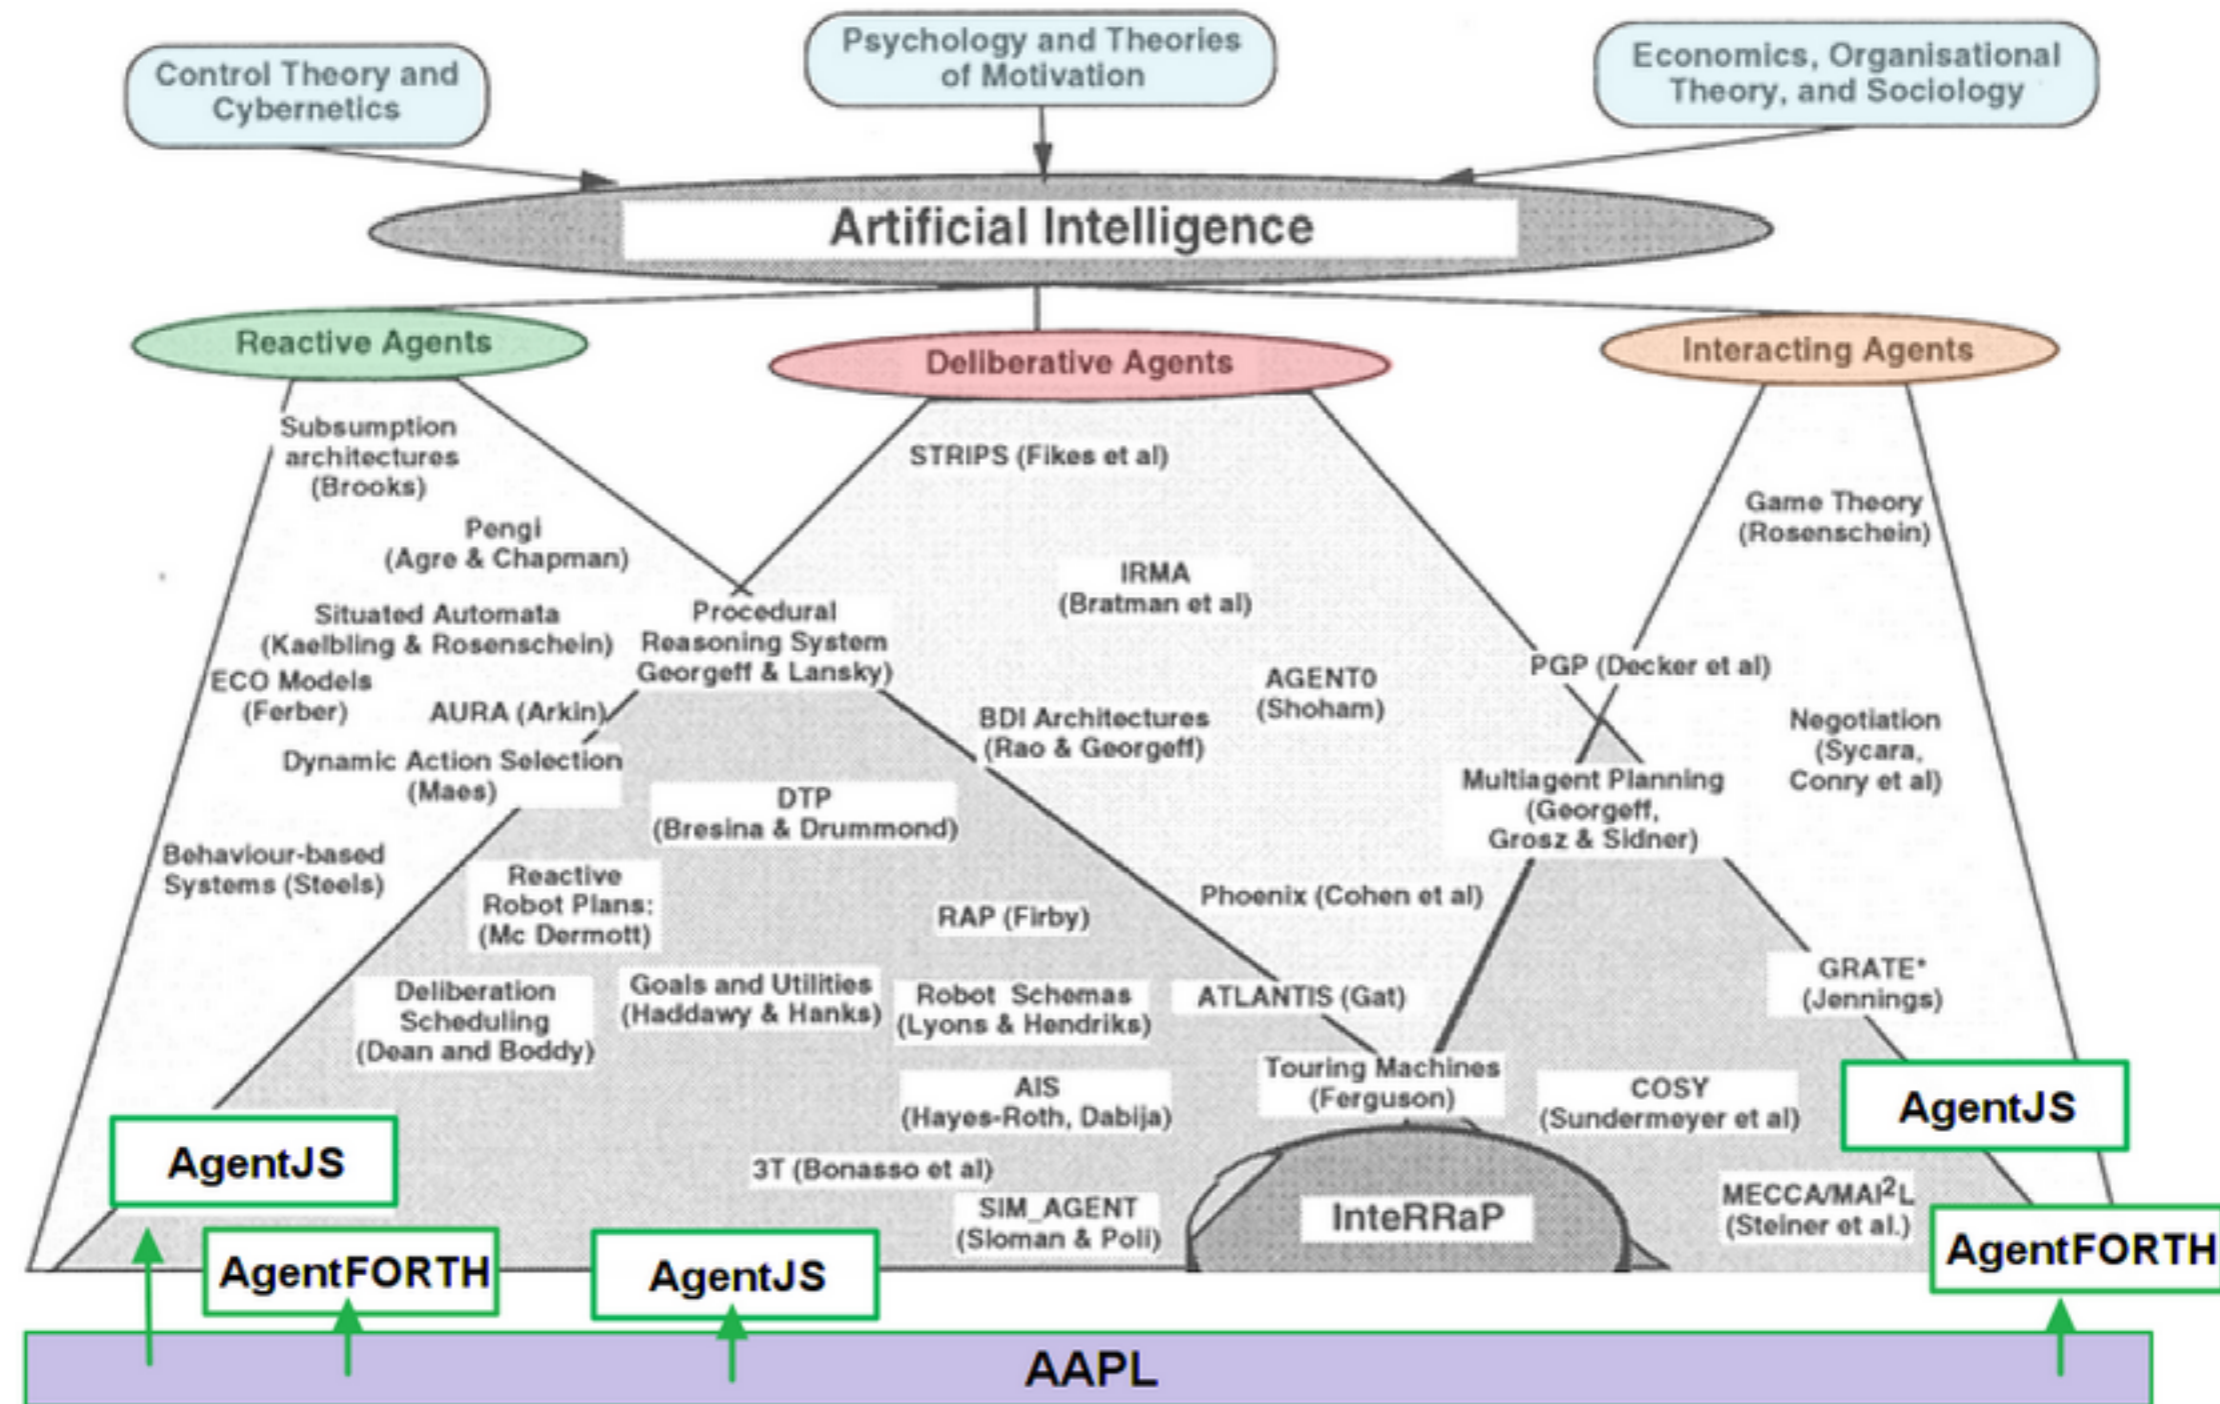 Control Theory and
Cybernetics
Psychology and Theories
of Motivation
Economics, Organisational
Theory, and Sociology
Artificial Intelligence
Reactive Agents
Deliberative Agents
Interacting Agents
Subsumption
architectures
(Brooks)
STRIPS (Fikes et al)
Game Theory
(Rosenschein)
Pengi
(Agre & Chapman)
IRMA
(Bratman et al)
Situated Automata
(Kaelbling & Rosenschein)
Procedural
Reasoning System
Georgeff & Lansky)
PGP (Decker et al)
ECO Models
(Ferber)
AURA (Arkin)
AGENT0
(Shoham)
BDI Architectures
(Rao & Georgeff)
Negotiation
(Sycara,
Conry et al)
Dynamic Action Selection
(Maes)
DTP
(Bresina & Drummond)
Multiagent Planning
(Georgeff,
Grosz & Sidner)
Behaviour-based
Systems (Steels)
Reactive
Robot Plans:
(Mc Dermott)
RAP (Firby)
Phoenix (Cohen et al)
Deliberation
Scheduling
(Dean and Boddy)
Goals and Utilities
(Haddawy & Hanks)
Robot Schemas
(Lyons & Hendriks)
ATLANTIS (Gat)
GRATE*
(Jennings)
AIS
(Hayes-Roth, Dabija)
Touring Machines
(Ferguson)
COSY
(Sundermeyer et al)
AgentJS
AgentJS
3T (Bonasso et al)
SIM_AGENT
(Sloman & Poli)
InteRRaP
MECCA/MAI²L
(Steiner et al.)
AgentFORTH
AgentJS
AgentFORTH
AAPL